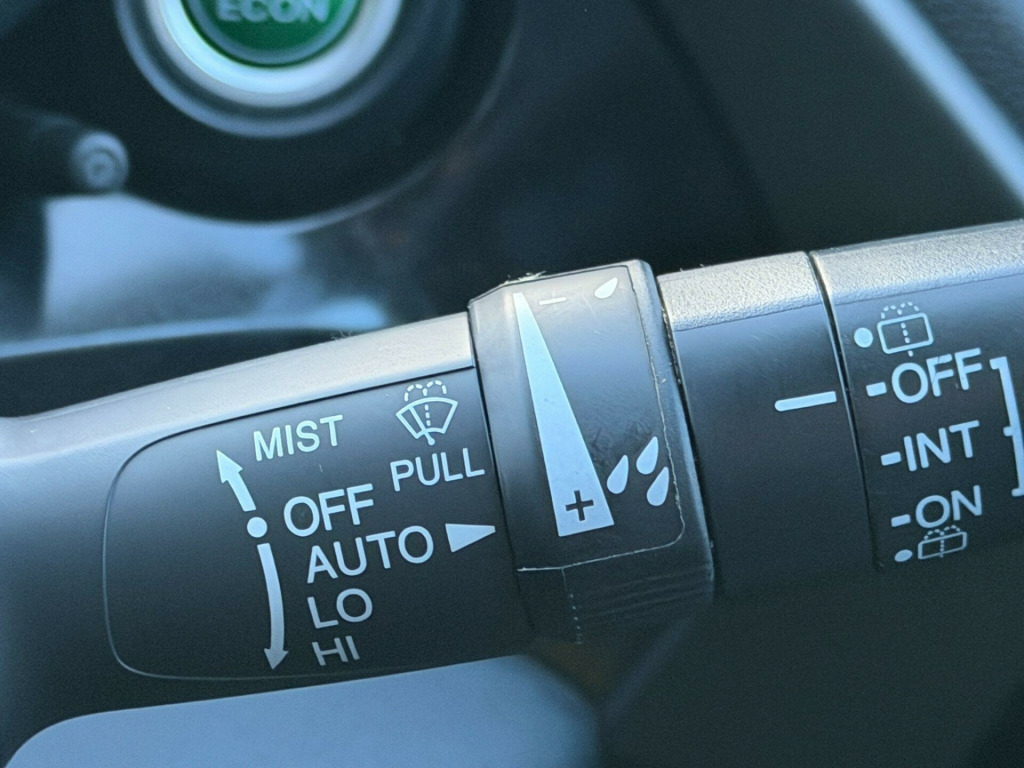 ECON
MIST
PULL
OFF
AUTO
LO
HI
-
+
-OFF
-INT
-ON